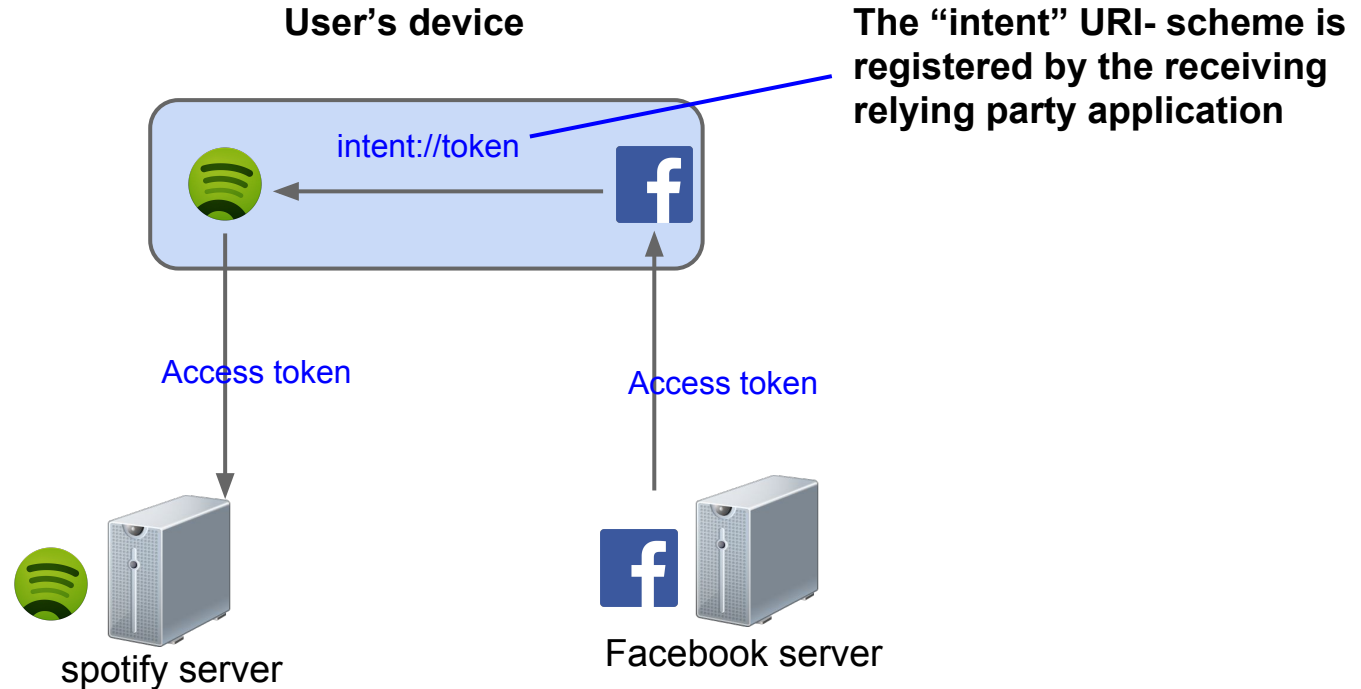 User’s device
The “intent” URI- scheme is
registered by the receiving
relying party application
intent://token
Access token
Access token
spotify server
Facebook server